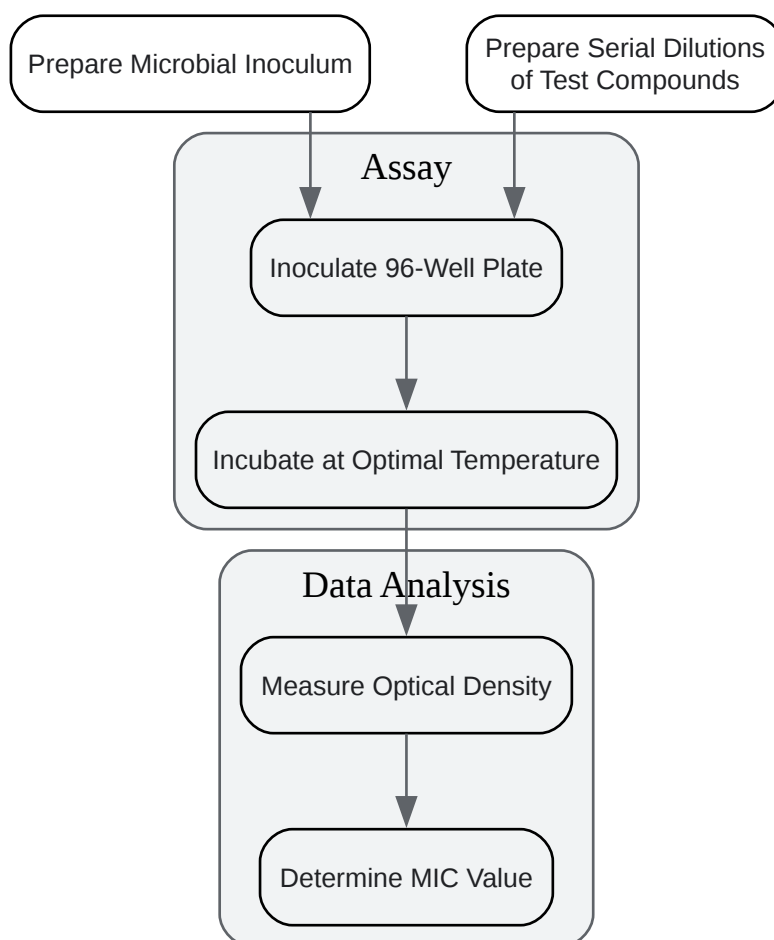 Prepare Microbial Inoculum
Prepare Serial Dilutions
of Test Compounds
Assay
Inoculate 96-Well Plate
Incubate at Optimal Temperature
Data Analysis
Measure Optical Density
Determine MIC Value